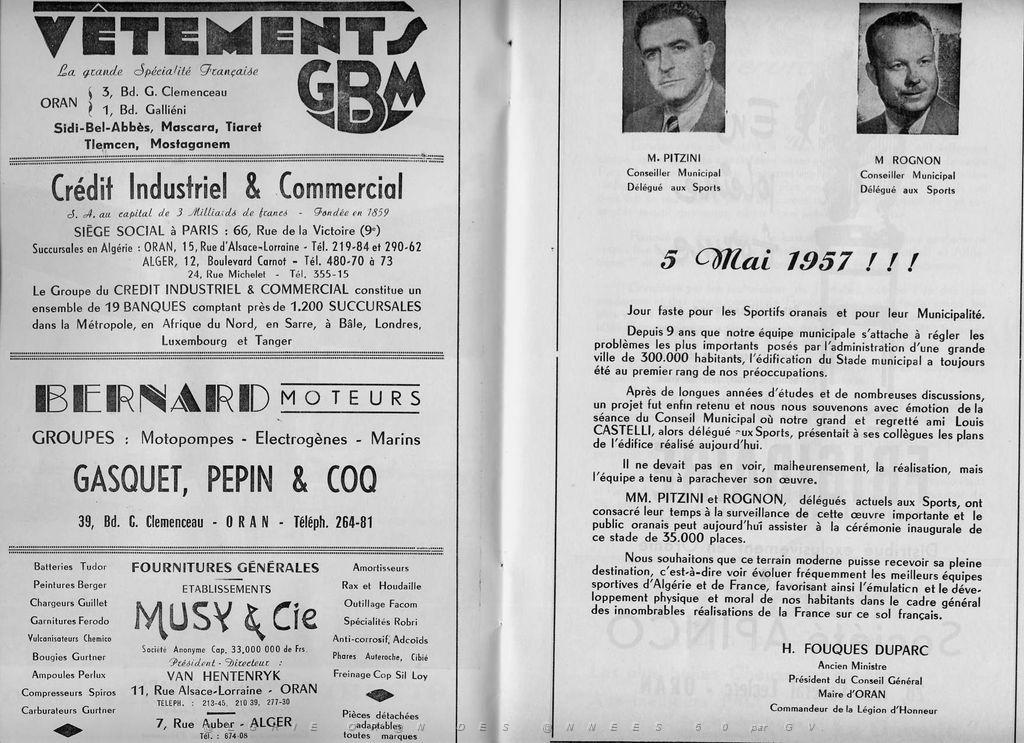 VÊTEMENTS
GBM
La grande Spécialité Française
ORAN
3, Bd. G. Clemenceau
1, Bd. Galliéni
Sidi-Bel-Abbès, Mascara, Tiaret
Tlemcen, Mostaganem
Crédit Industriel & Commercial
S. A. au capital de 3 Milliards de francs - Fondée en 1859
SIÈGE SOCIAL à PARIS : 66, Rue de la Victoire (9e)
Succursales en Algérie : ORAN, 15, Rue d'Alsace-Lorraine - Tél. 219-84 et 290-62
ALGER, 12, Boulevard Carnot - Tél. 480-70 à 73
24, Rue Michelet - Tél. 355-15
Le Groupe du CREDIT INDUSTRIEL & COMMERCIAL constitue un
ensemble de 19 BANQUES comptant près de 1.200 SUCCURSALES
dans la Métropole, en Afrique du Nord, en Sarre, à Bâle, Londres,
Luxembourg et Tanger
BERNARD MOTEURS
GROUPES : Motopompes - Electrogènes - Marins
GASQUET, PEPIN & COQ
39, Bd. G. Clemenceau - ORAN - Téléph. 264-81
Batteries Tudor
Peintures Berger
Chargeurs Guillet
Garnitures Ferodo
Vulcanisateurs Chemico
Bougies Gurtner
Ampoules Perlux
Compresseurs Spiros
Carburateurs Gurtner
FOURNITURES GÉNÉRALES
ETABLISSEMENTS
MUSY & Cie
Société Anonyme Cap. 33,000 000 de Frs.
Président - Directeur :
VAN HENTENRYK
11, Rue Alsace-Lorraine - ORAN
TELEPH. : 213-45, 210 39, 277-30
7, Rue Auber - ALGER
Tél. : 674-08
Amortisseurs
Rax et Houdaille
Outillage Facom
Spécialités Robri
Anti-corrosif, Adcoids
Phares Auteroche, Cibié
Freinage Cop Sil Loy
Pièces détachées
adaptables
toutes marques
M. PITZINI
Conseiller Municipal
Délégué aux Sports
M ROGNON
Conseiller Municipal
Délégué aux Sports
5 Mai 1957 ! ! !
Jour faste pour les Sportifs oranais et pour leur Municipalité.
Depuis 9 ans que notre équipe municipale s'attache à régler les
problèmes les plus importants posés par l'administration d'une grande
ville de 300.000 habitants, l'édification du Stade municipal a toujours
été au premier rang de nos préoccupations.
Après de longues années d'études et de nombreuses discussions,
un projet fut enfin retenu et nous nous souvenons avec émotion de la
séance du Conseil Municipal où notre grand et regretté ami Louis
CASTELLI, alors délégué aux Sports, présentait à ses collègues les plans
de l'édifice réalisé aujourd'hui.
Il ne devait pas en voir, malheurensement, la réalisation, mais
l'équipe a tenu à parachever son œuvre.
MM. PITZINI et ROGNON, délégués actuels aux Sports, ont
consacré leur temps à la surveillance de cette œuvre importante et le
public oranais peut aujourd'hui assister à la cérémonie inaugurale de
ce stade de 35.000 places.
Nous souhaitons que ce terrain moderne puisse recevoir sa pleine
destination, c'est-à-dire voir évoluer fréquemment les meilleurs équipes
sportives d'Algérie et de France, favorisant ainsi l'émulation et le déve-
loppement physique et moral de nos habitants dans le cadre général
des innombrables réalisations de la France sur ce sol français.
H. FOUQUES DUPARC
Ancien Ministre
Président du Conseil Général
Maire d'ORAN
Commandeur de la Légion d'Honneur
DES @NNEES 50 par GV